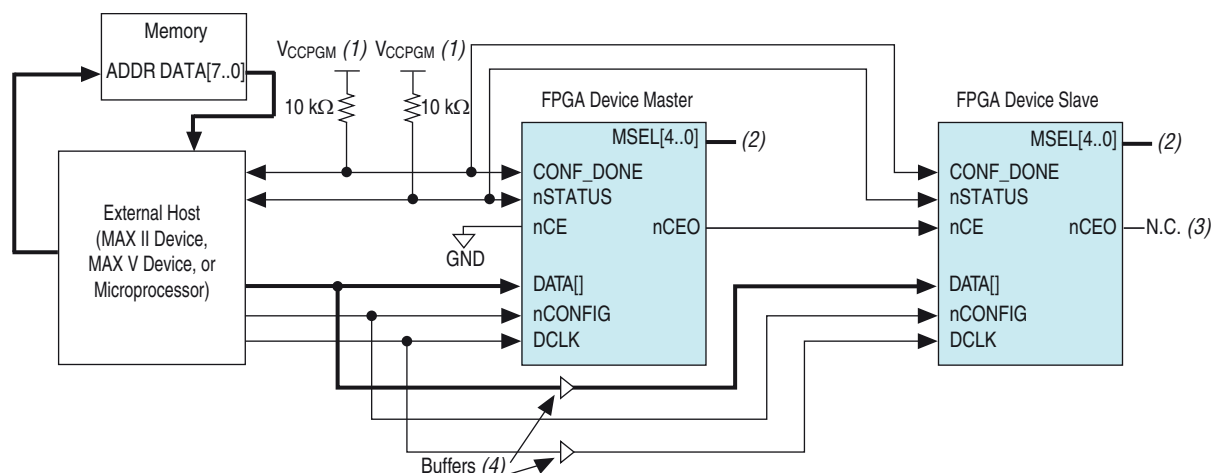 Memory
ADDR DATA[7..0]
VCCPGM (1)
VCCPGM (1)
10 kΩ
10 kΩ
FPGA Device Master
FPGA Device Slave
External Host
(MAX II Device,
MAX V Device, or
Microprocessor)
MSEL[4..0]
(2)
CONF_DONE
nSTATUS
nCE
nCEO
GND
DATA[]
nCONFIG
DCLK
MSEL[4..0]
(2)
CONF_DONE
nSTATUS
nCE
nCEO
N.C. (3)
DATA[]
nCONFIG
DCLK
Buffers (4)